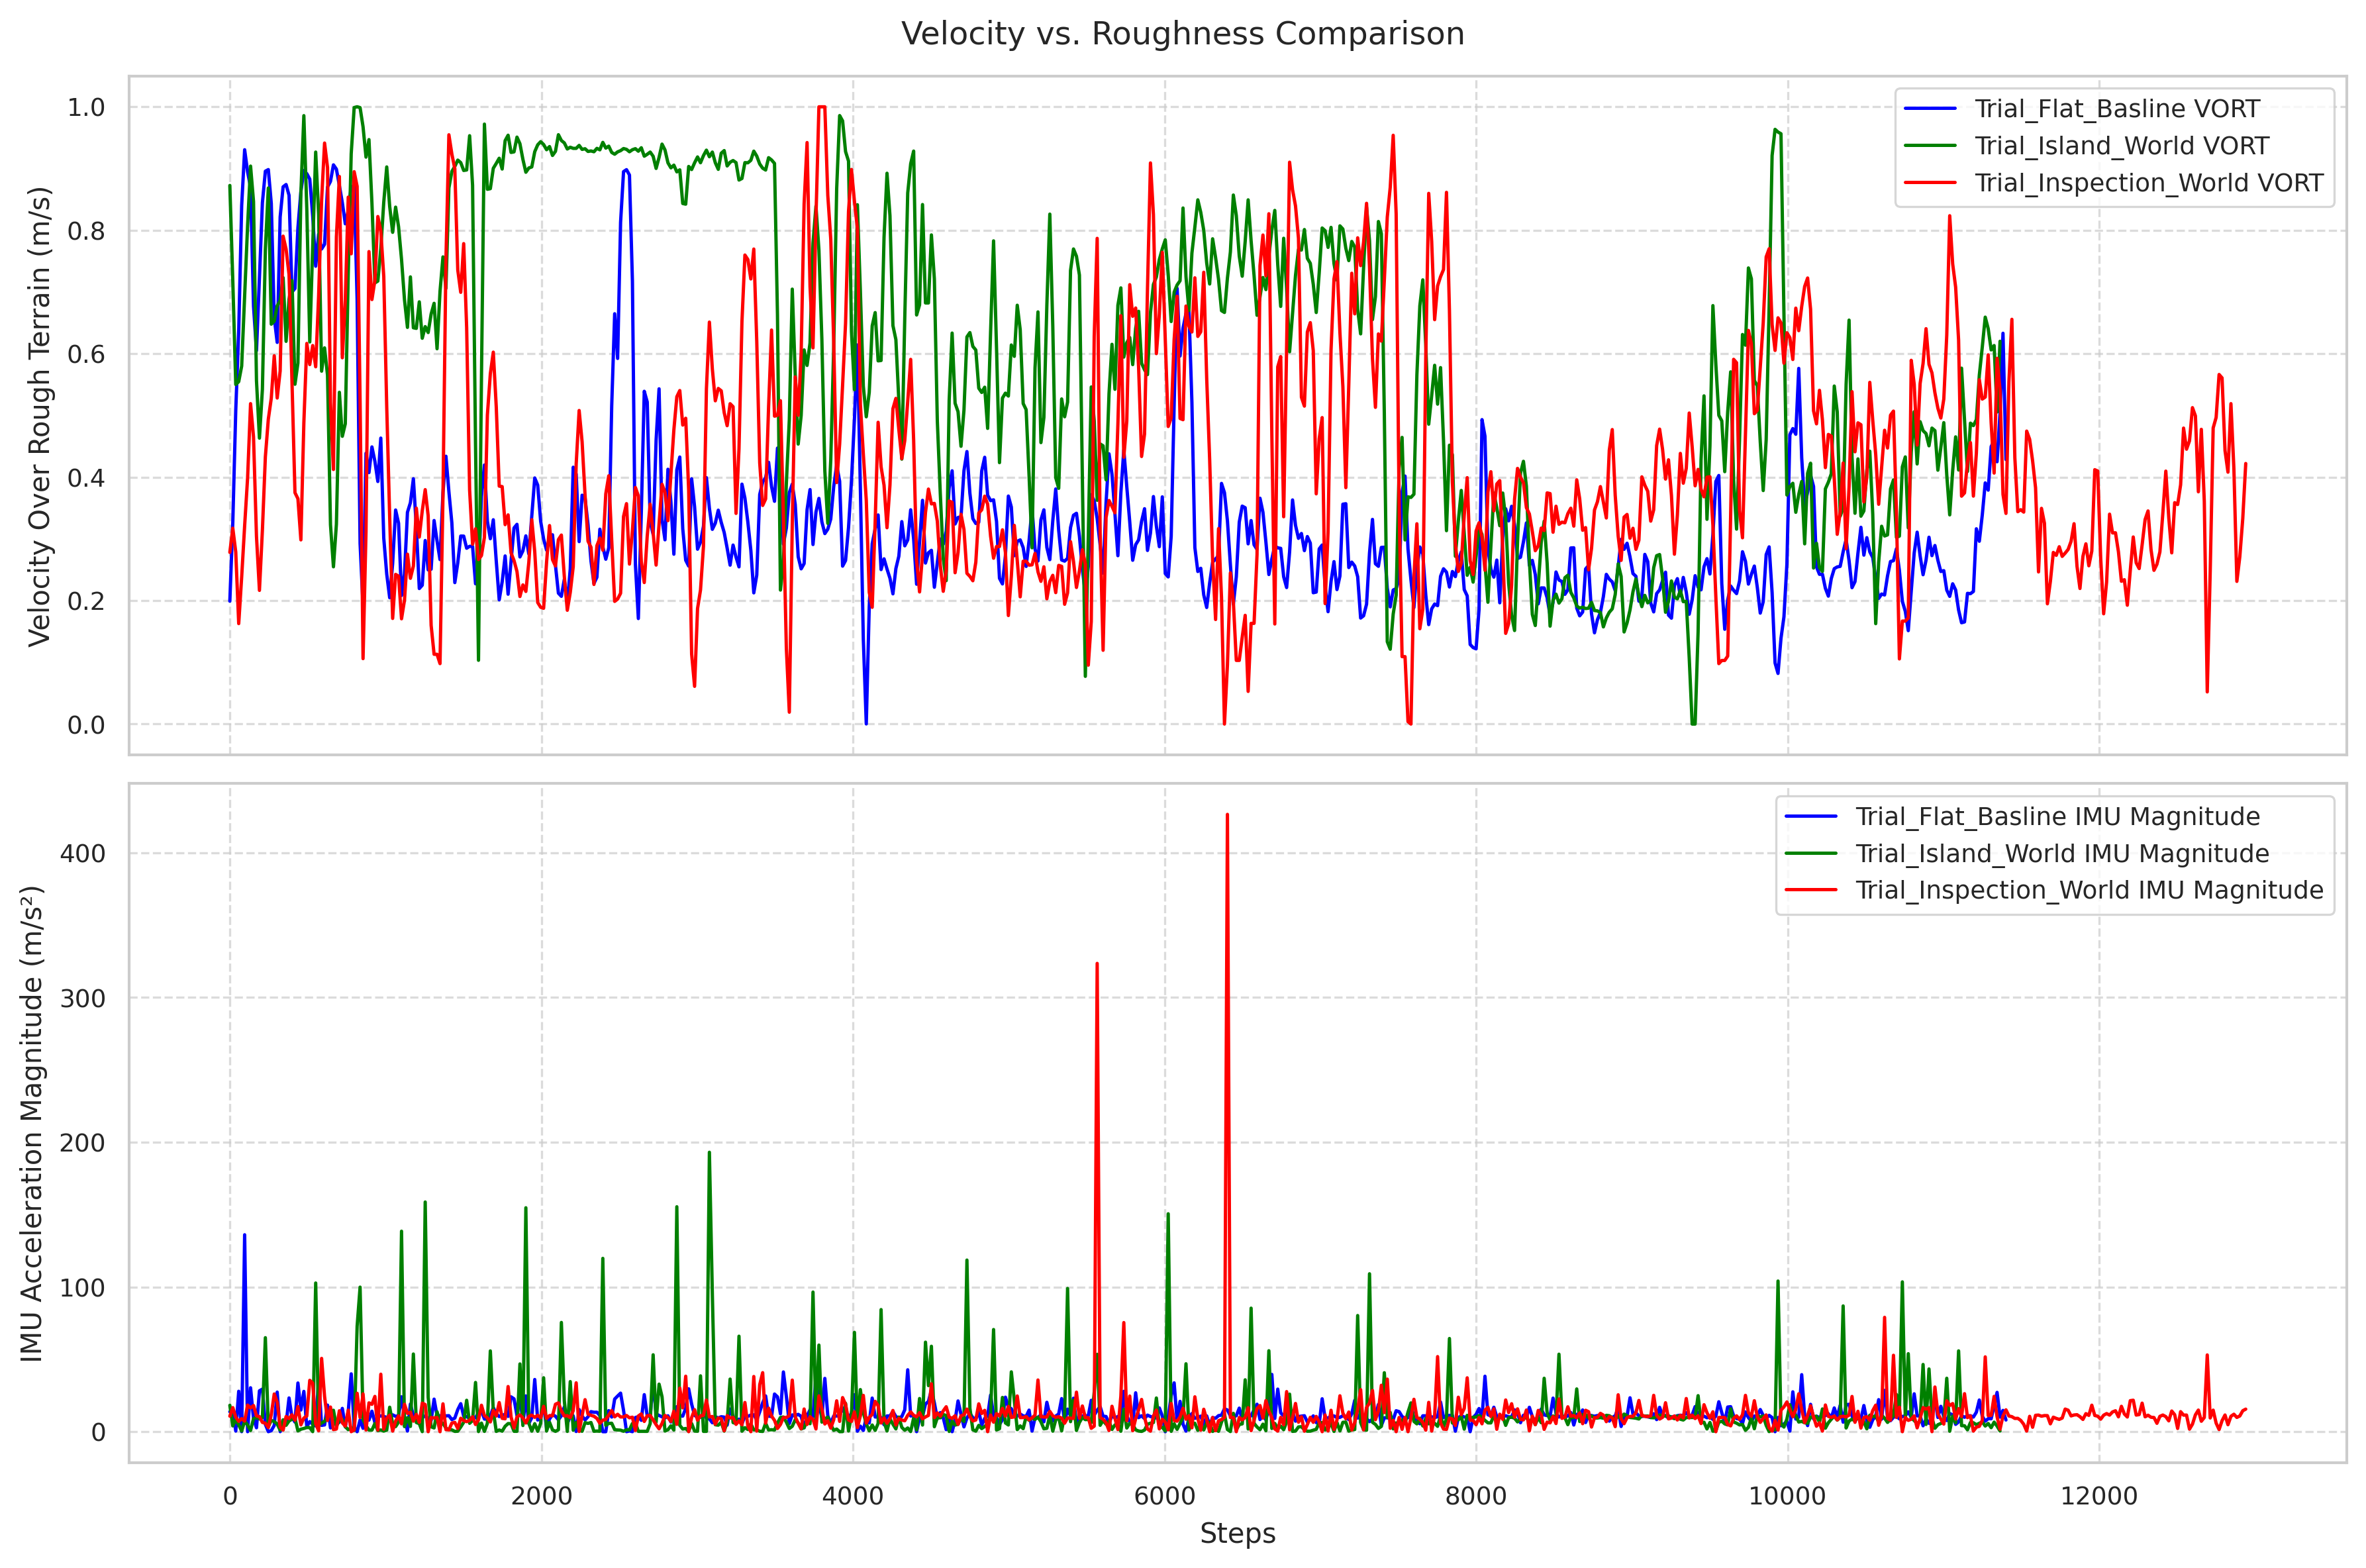 Velocity vs. Roughness Comparison
Velocity Over Rough Terrain (m/s)
1.0
0.8
0.6
0.4
0.2
0.0
Trial_Flat_Basline VORT
Trial_Island_World VORT
Trial_Inspection_World VORT
IMU Acceleration Magnitude (m/s²)
400
300
200
100
0
Trial_Flat_Basline IMU Magnitude
Trial_Island_World IMU Magnitude
Trial_Inspection_World IMU Magnitude
0 2000 4000 6000 8000 10000 12000
Steps